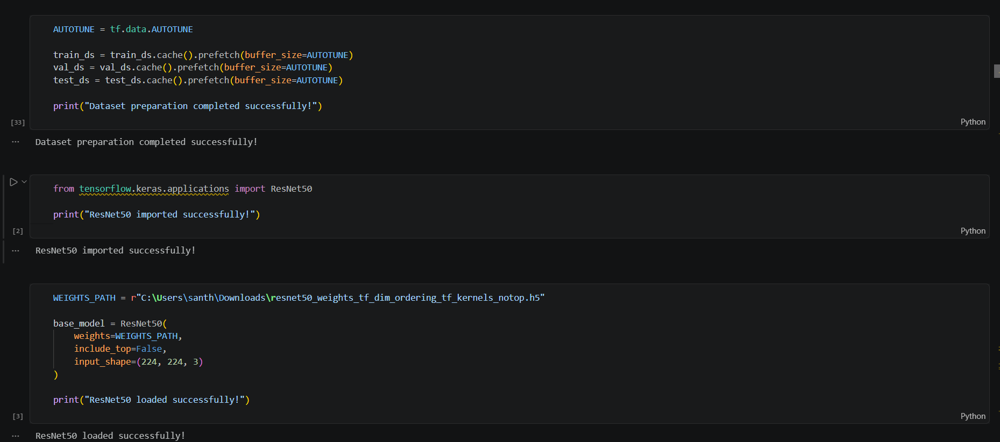 AUTOTUNE = tf.data.AUTOTUNE
train_ds = train_ds.cache().prefetch(buffer_size=AUTOTUNE)
val_ds = val_ds.cache().prefetch(buffer_size=AUTOTUNE)
test_ds = test_ds.cache().prefetch(buffer_size=AUTOTUNE)
print("Dataset preparation completed successfully!")
[33]
Python
... Dataset preparation completed successfully!
from tensorflow.keras.applications import ResNet50
print("ResNet50 imported successfully!")
[2]
Python
... ResNet50 imported successfully!
WEIGHTS_PATH = r"C:\Users\santh\Downloads\resnet50_weights_tf_dim_ordering_tf_kernels_notop.h5"
base_model = ResNet50(
    weights=WEIGHTS_PATH,
    include_top=False,
    input_shape=(224, 224, 3)
)
print("ResNet50 loaded successfully!")
[3]
Python
... ResNet50 loaded successfully!